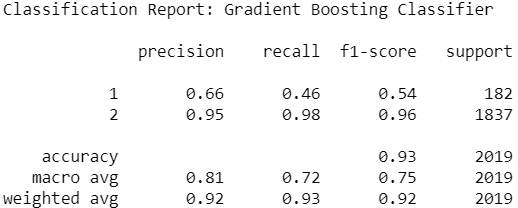 Classification Report: Gradient Boosting Classifier
precision recall f1-score support
1 0.66 0.46 0.54 182
2 0.95 0.98 0.96 1837
accuracy 0.93 2019
macro avg 0.81 0.72 0.75 2019
weighted avg 0.92 0.93 0.92 2019